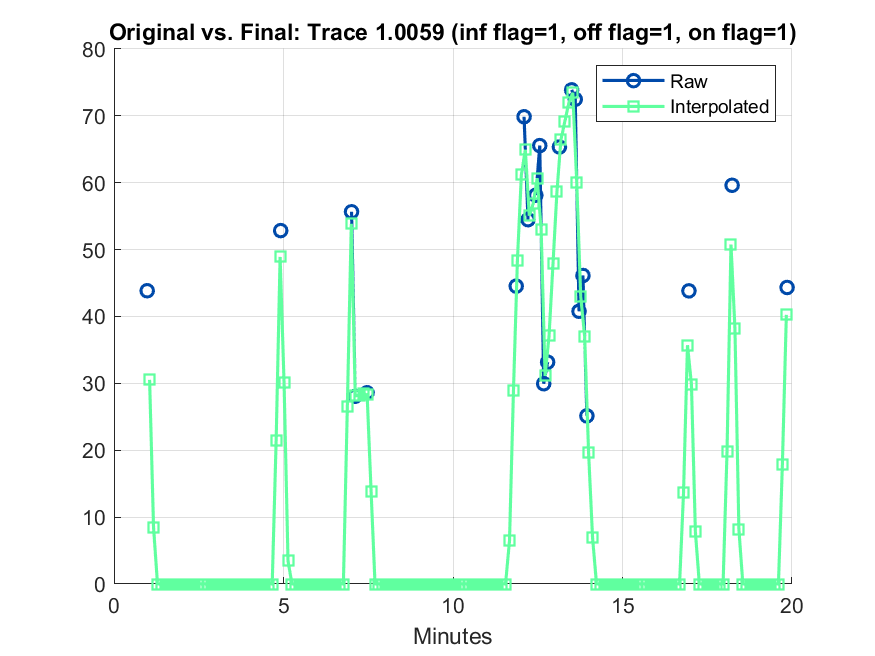 Original vs. Final: Trace 1.0059 (inf flag=1, off flag=1, on flag=1)
80
70
60
50
40
30
20
10
0
Raw
Interpolated
0 5 10 15 20
Minutes